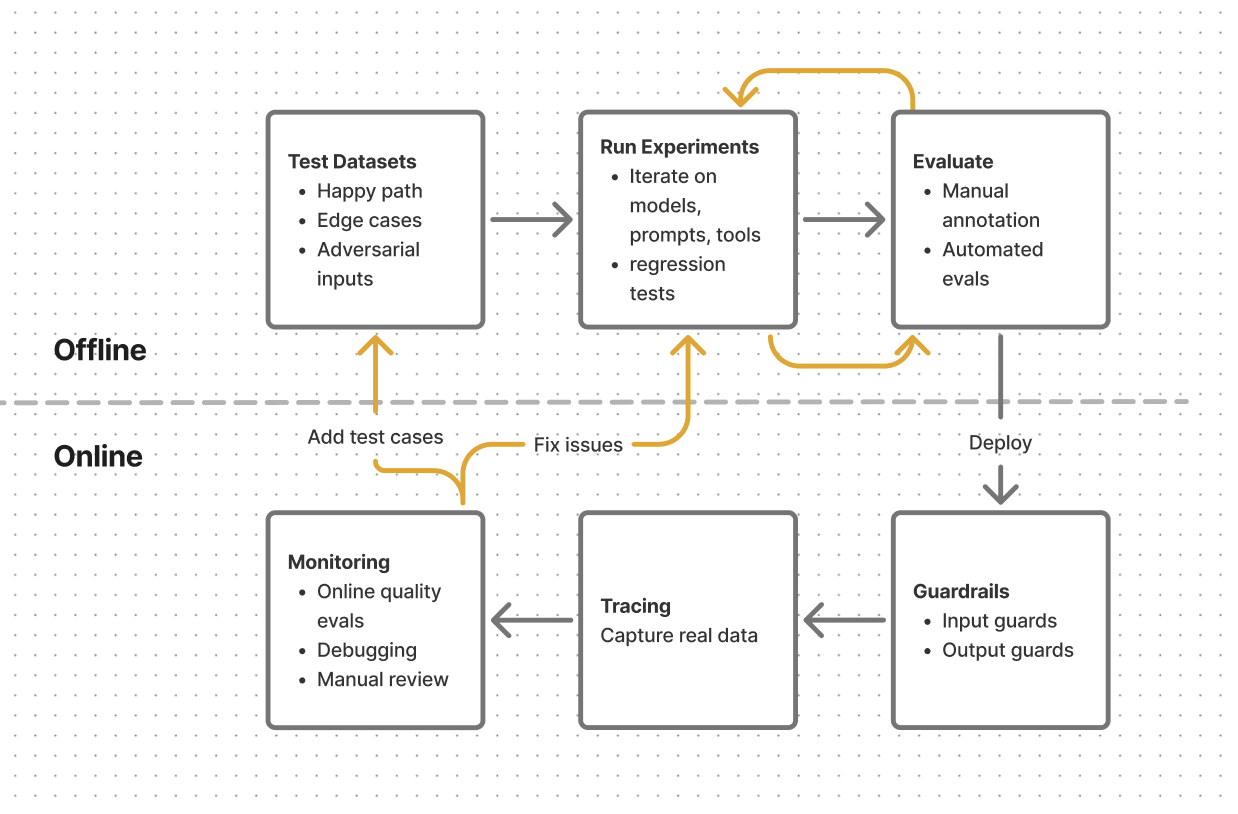 Test Datasets
• Happy path
• Edge cases
• Adversarial
inputs
Run Experiments
• Iterate on
models,
prompts, tools
• regression
tests
Evaluate
• Manual
annotation
• Automated
evals
Offline
Online
Add test cases
Fix issues
Deploy
Monitoring
• Online quality
evals
• Debugging
• Manual review
Tracing
Capture real data
Guardrails
• Input guards
• Output guards